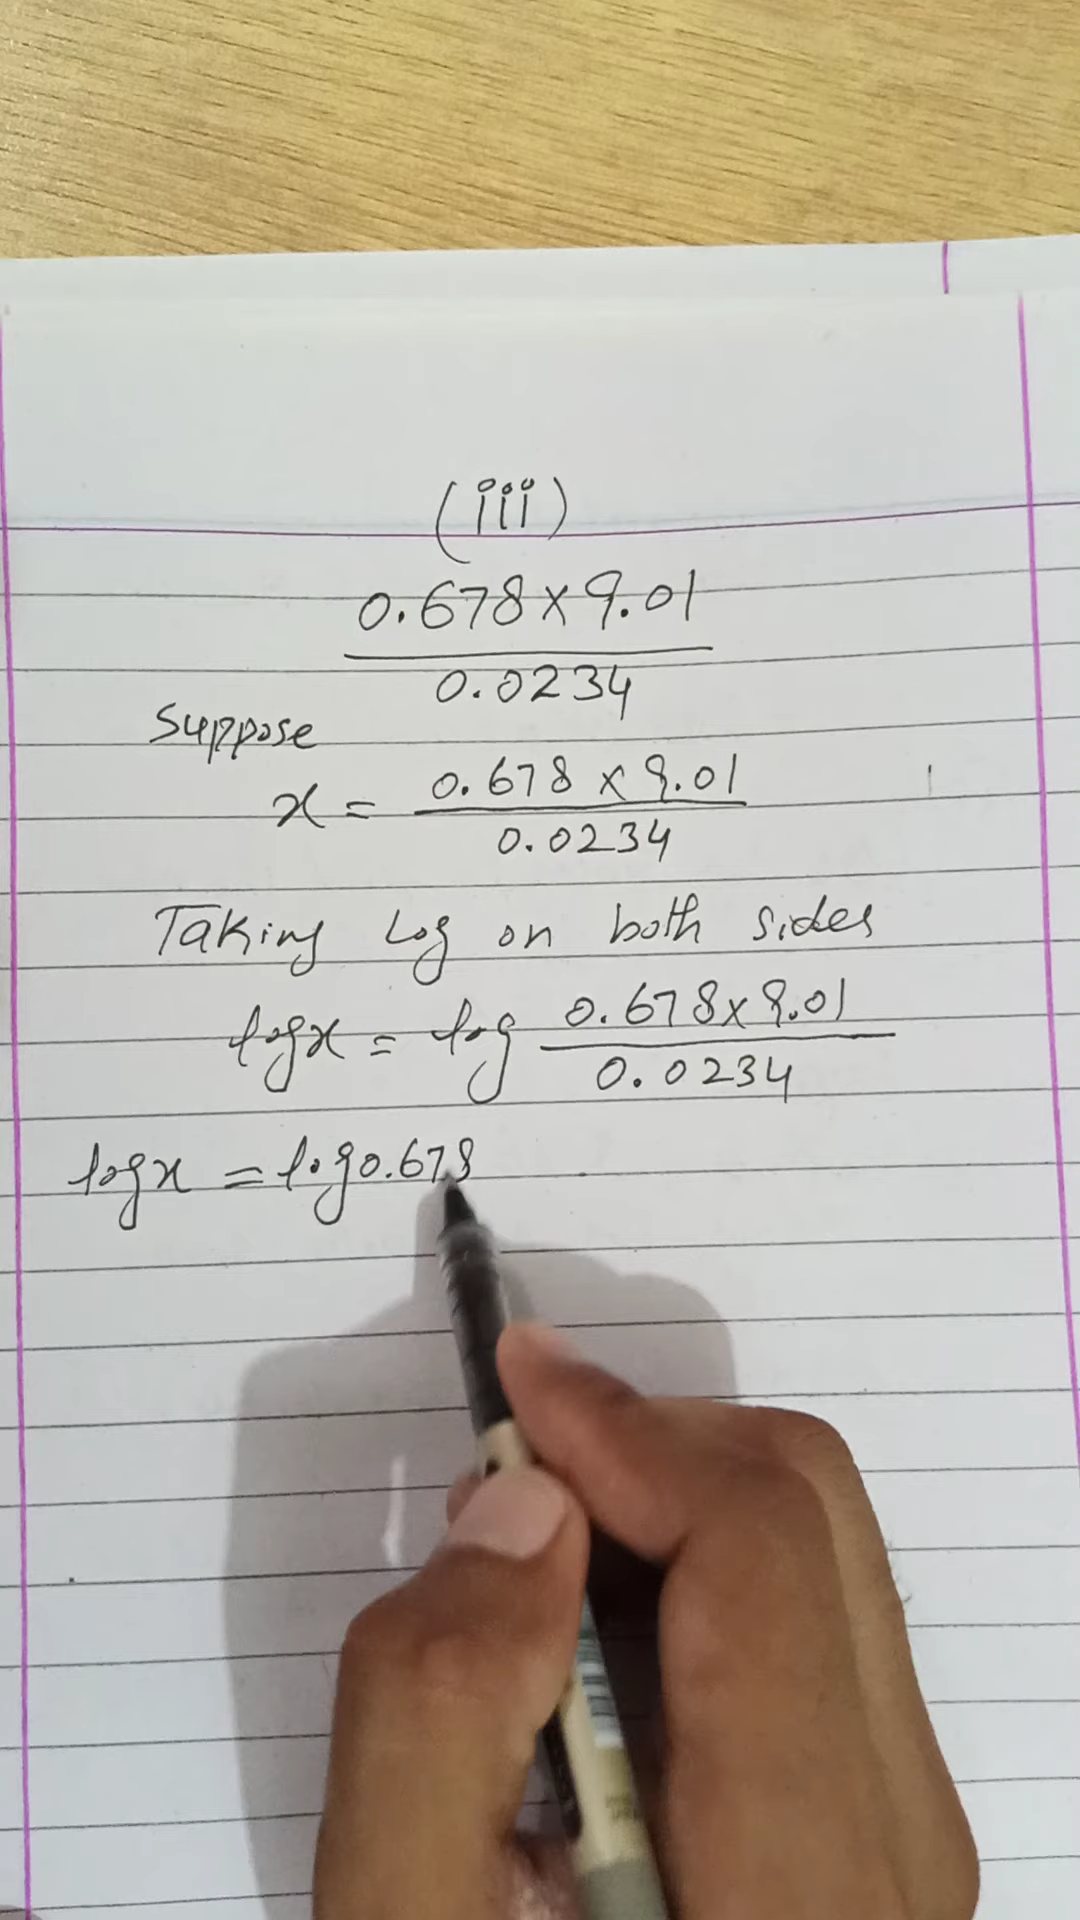 (iii)
0.678 x 9.01
0.0234
Suppose
x = 0.678 x 9.01
0.0234
Taking Log on both sides
log x = log 0.678 x 9.01
0.0234
log x = log 0.678